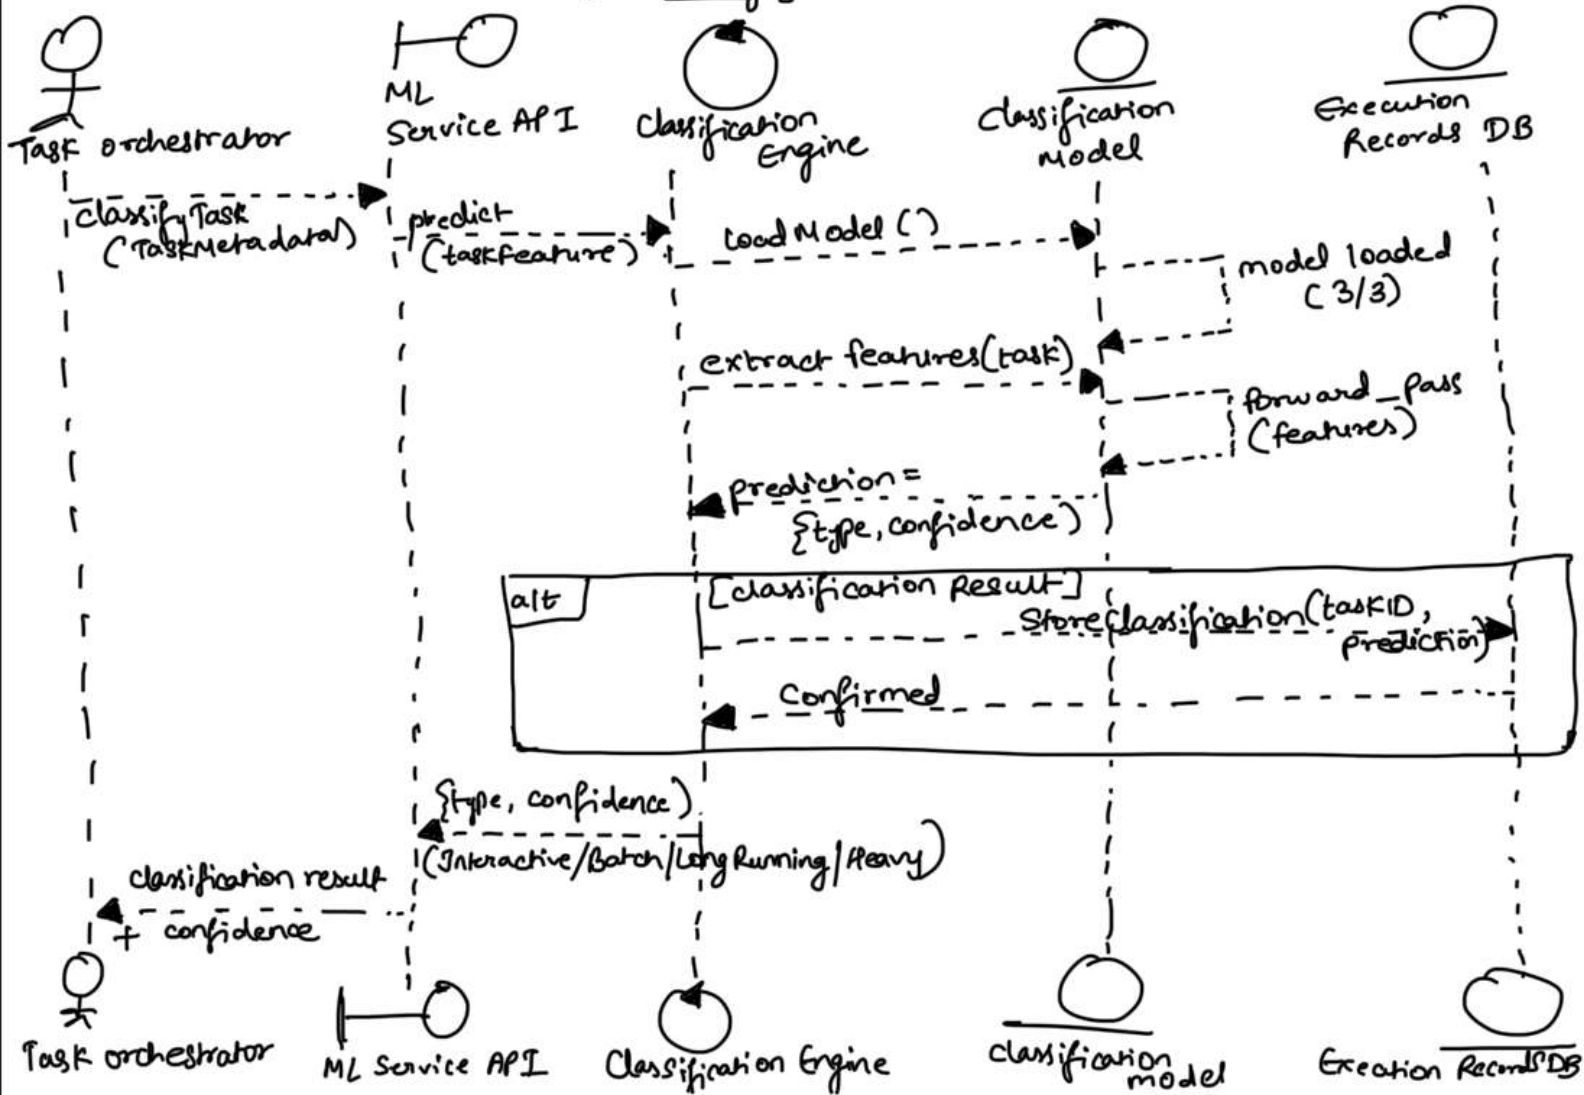 Task orchestrator
ML
Service API
Classification
Engine
Classification
Model
Execution
Records DB
classifyTask
(TaskMetadata)
predict
(taskFeature)
LoadModel ()
model loaded
(3/3)
extract features(task)
forward_pass
(features)
prediction =
{type, confidence)
alt
[classification Result]
StoreClassification(taskID,
prediction)
Confirmed
{type, confidence)
(Interactive/Batch/Long Running/Heavy)
classification result
+ confidence
Task orchestrator
ML Service API
Classification Engine
classification
model
Execution Records DB